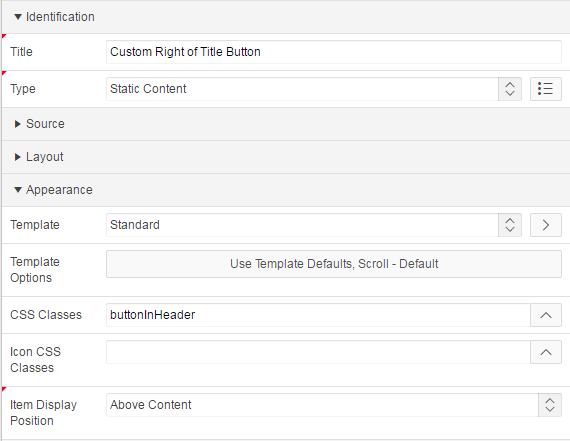 Identification
Title Custom Right of Title Button
Type Static Content
Source
Layout
Appearance
Template Standard
Template
Options
Use Template Defaults, Scroll - Default
CSS Classes buttonInHeader
Icon CSS
Classes
Item Display
Position
Above Content